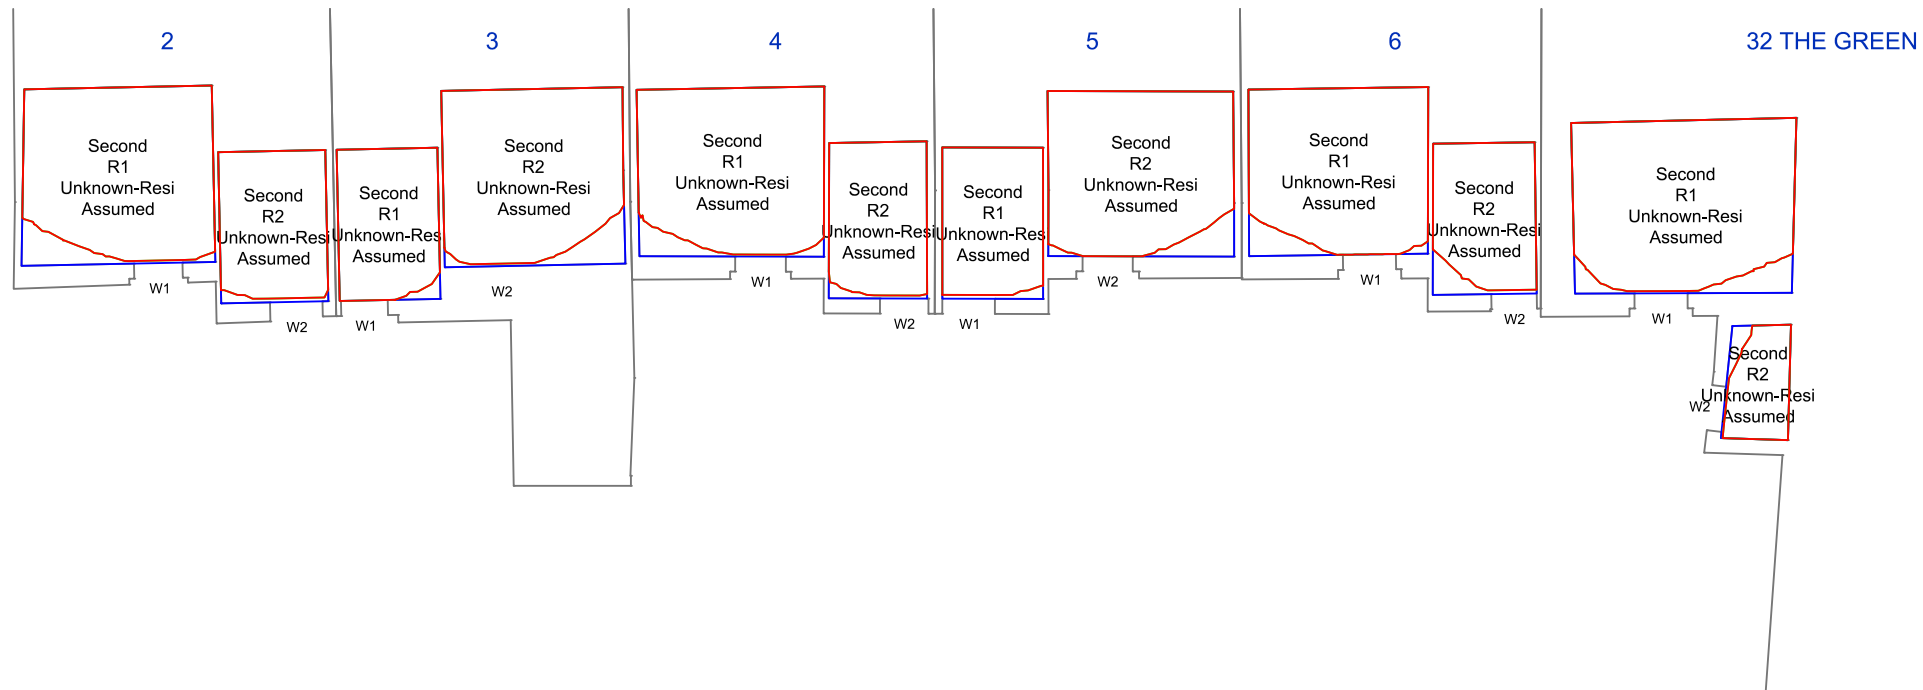 2
3
4
5
6
32 THE GREEN
Second
R1
Unknown-Resi
Assumed
W1
Second
R2
Unknown-Resi
Assumed
W2
Second
R1
Unknown-Res
Assumed
W1
Second
R2
Unknown-Resi
Assumed
W2
Second
R1
Unknown-Resi
Assumed
W1
Second
R2
Unknown-Resi
Assumed
W2
Second
R1
Unknown-Res
Assumed
W1
Second
R2
Unknown-Resi
Assumed
W2
Second
R1
Unknown-Resi
Assumed
W1
Second
R2
Unknown-Resi
Assumed
W2
Second
R1
Unknown-Resi
Assumed
W1
Second
R2
Unknown-Resi
Assumed
W2